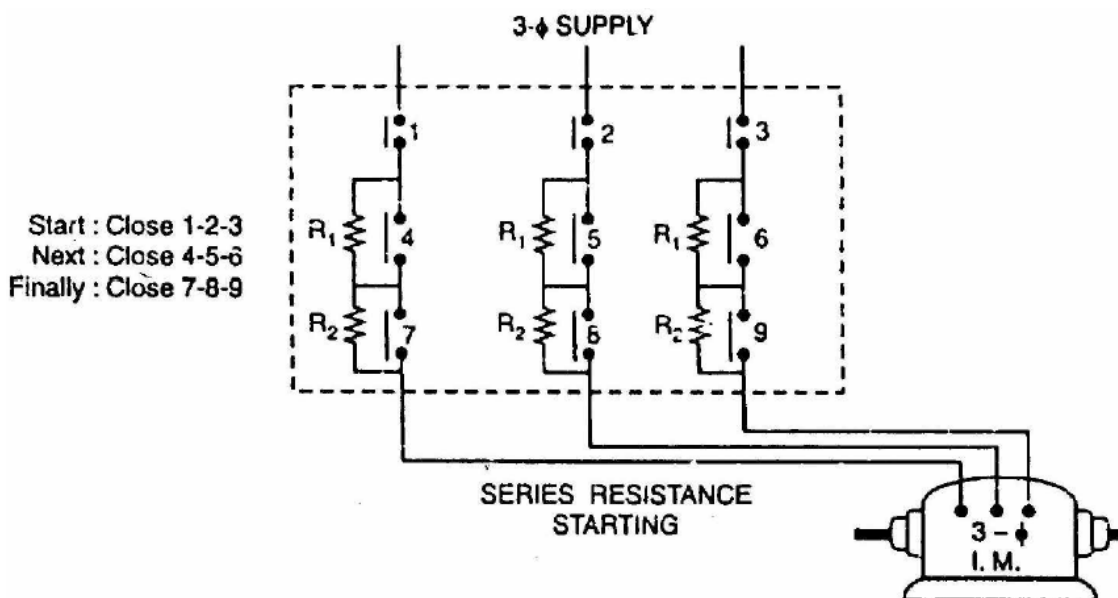 3-ϕ SUPPLY
1
2
3
Start : Close 1-2-3
Next : Close 4-5-6
Finally : Close 7-8-9
R₁
4
R₁
5
R₁
6
R₂
7
R₂
8
R₂
9
SERIES RESISTANCE
STARTING
3-ϕ
I. M.